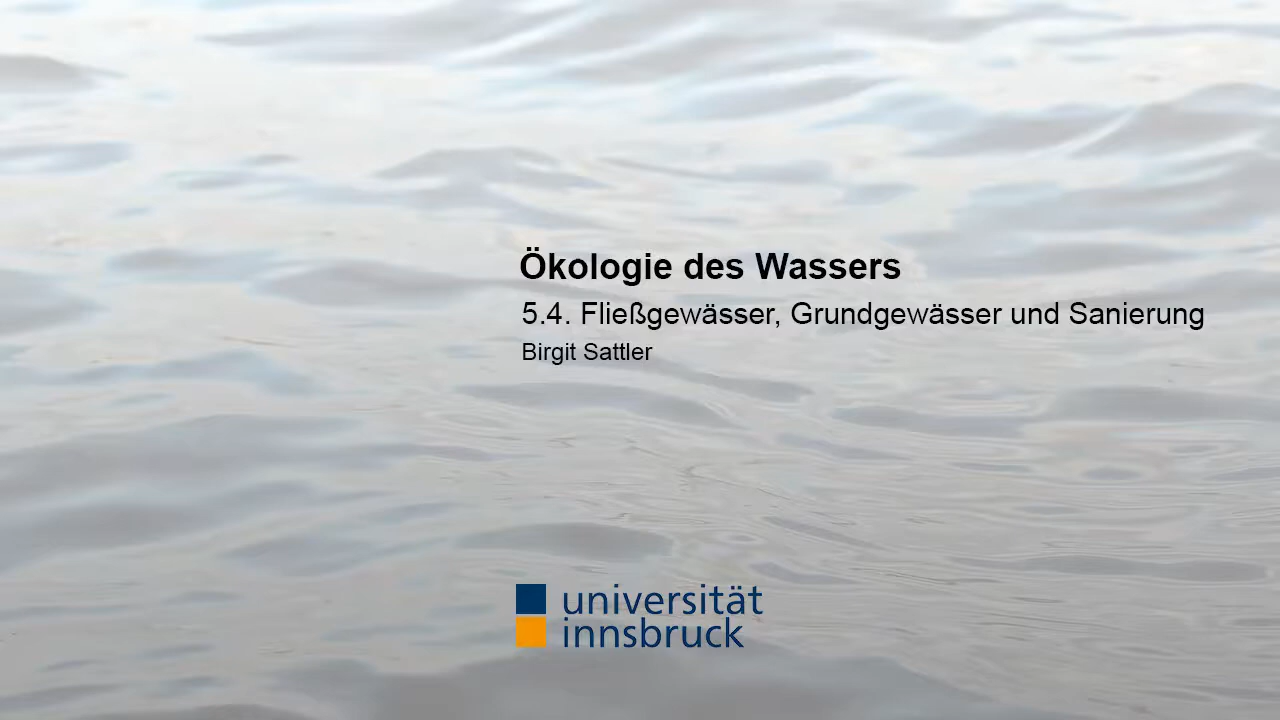 Ökologie des Wassers
5.4. Fließgewässer, Grundgewässer und Sanierung
Birgit Sattler
universität
innsbruck